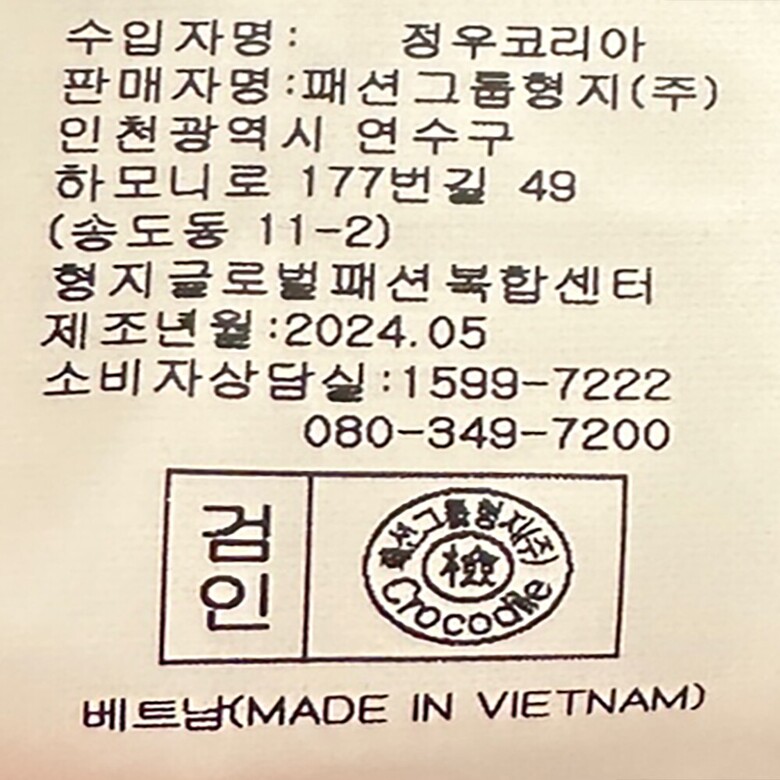 수입자명: 정우코리아
판매자명:패션그룹형지(주)
인천광역시 연수구
하모니로 177번길 49
(송도동 11-2)
형지글로벌패션복합센터
제조년월:2024.05
소비자상담실:1599-7222
080-349-7200
검인
패션그룹형지(주)
檢
Crocodile
베트남(MADE IN VIETNAM)